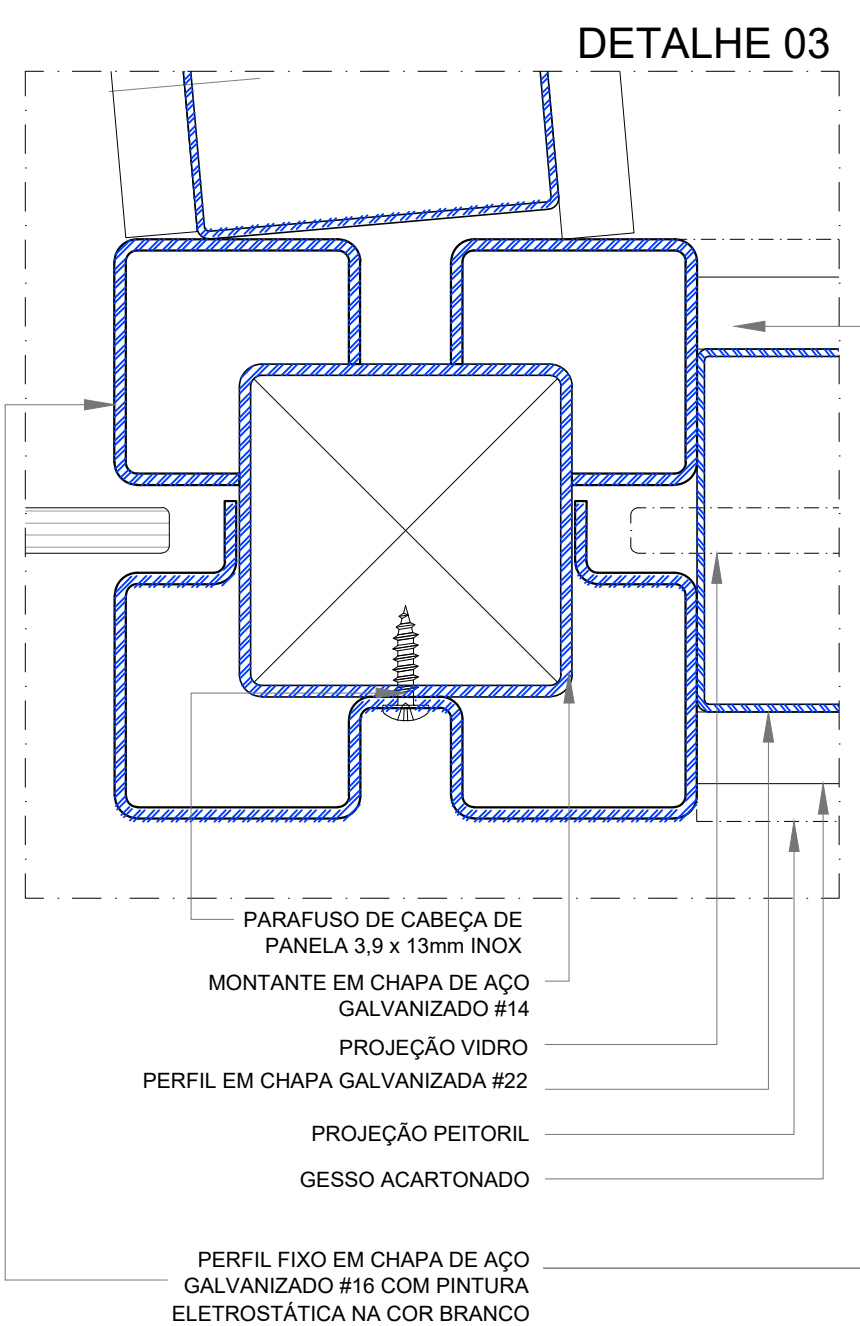 DETALHE 03
PARAFUSO DE CABEÇA DE
PANELA 3,9 x 13mm INOX
MONTANTE EM CHAPA DE AÇO
GALVANIZADO #14
PROJEÇÃO VIDRO
PERFIL EM CHAPA GALVANIZADA #22
PROJEÇÃO PEITORIL
GESSO ACARTONADO
PERFIL FIXO EM CHAPA DE AÇO
GALVANIZADO #16 COM PINTURA
ELETROSTÁTICA NA COR BRANCO